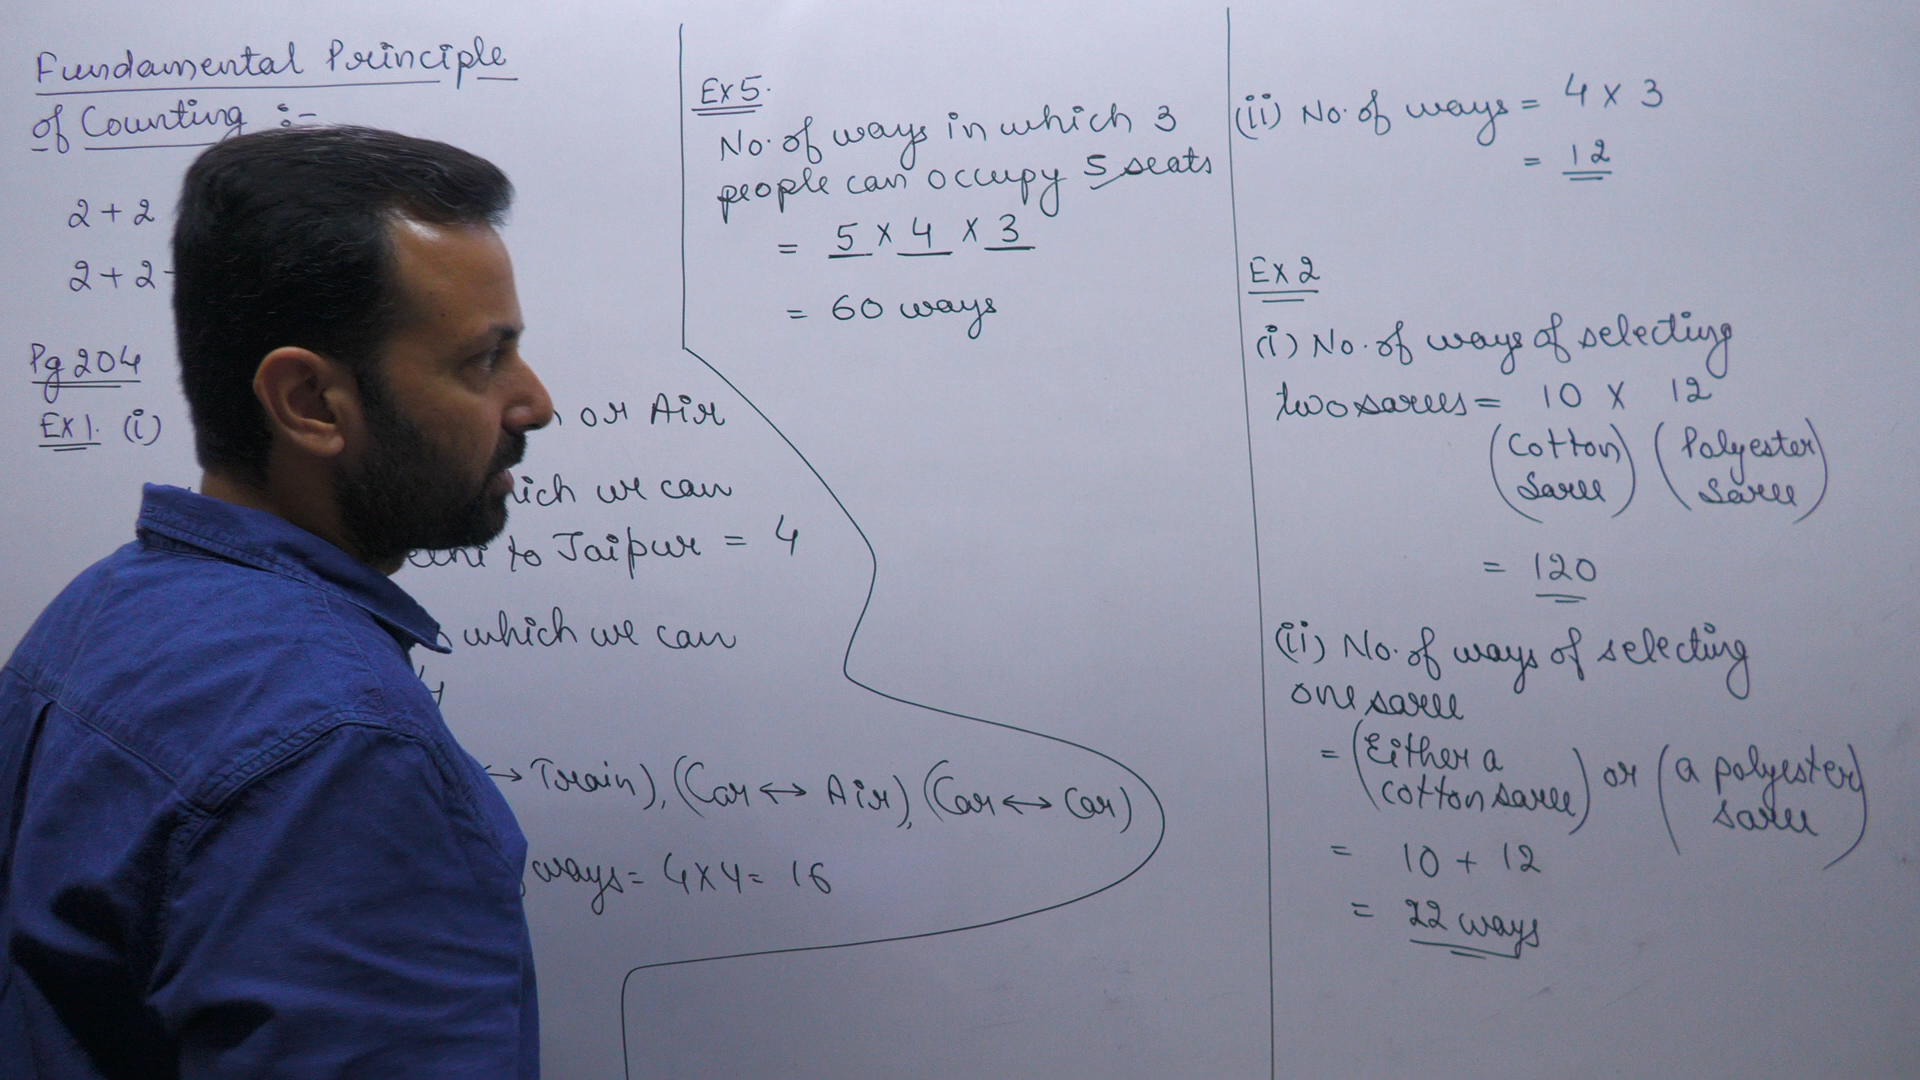 Fundamental Principle
of Counting :-
2+2
2+2-
Pg 204
Ex 1. (i)
or Air
which we can
to Jaipur = 4
which we can
Train), (Car ↔ Air), (Car ↔ Car)
ways = 4 x 4 = 16
Ex 5.
No. of ways in which 3
people can occupy 5 seats
= 5 x 4 x 3
= 60 ways
(ii) No. of ways = 4 x 3
= 12
Ex 2
(i) No. of ways of selecting
two sarees = 10 x 12
(Cotton Saree) (Polyester Saree)
= 120
(ii) No. of ways of selecting
one saree
= (Either a cotton saree) or (a polyester saree)
= 10 + 12
= 22 ways